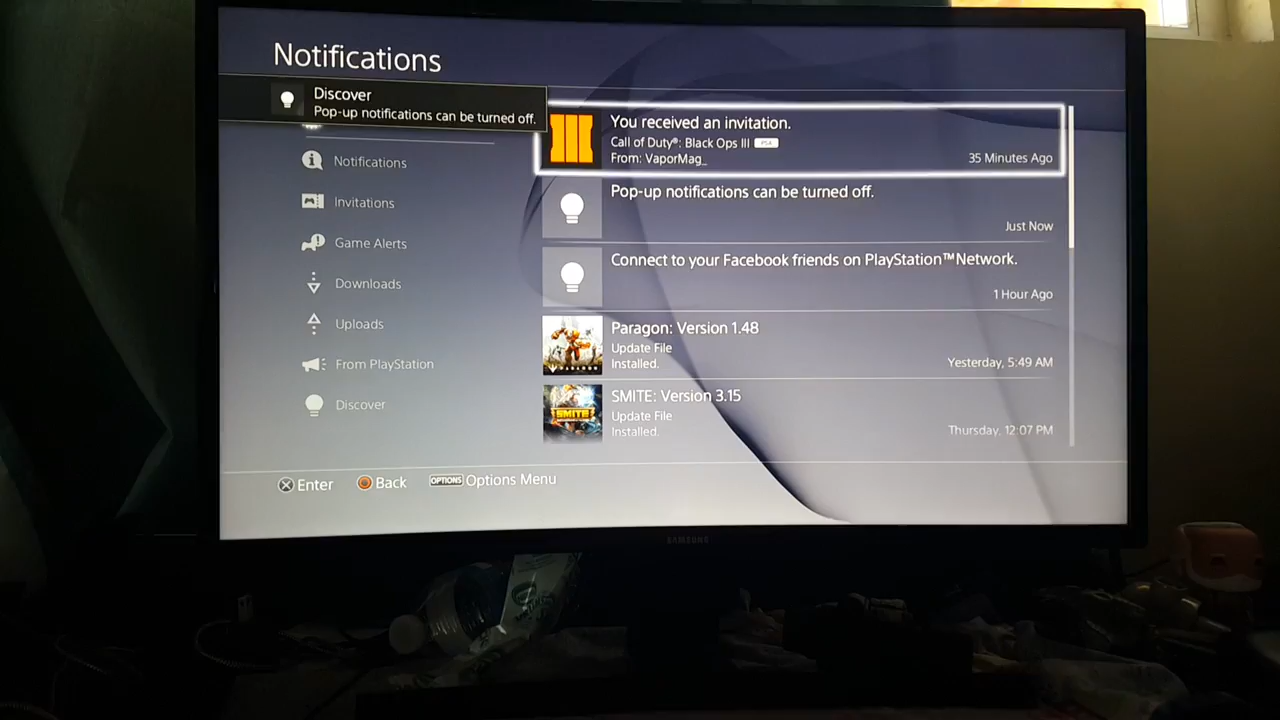 Notifications
Discover
Pop-up notifications can be turned off.
Notifications
Invitations
Game Alerts
Downloads
Uploads
From PlayStation
Discover
You received an invitation.
Call of Duty®: Black Ops III PS4
From: VaporMag_
35 Minutes Ago
Pop-up notifications can be turned off.
Just Now
Connect to your Facebook friends on PlayStation™Network.
1 Hour Ago
Paragon: Version 1.48
Update File
Installed.
Yesterday, 5:49 AM
PARAGON
SMITE: Version 3.15
Update File
Installed.
Thursday, 12:07 PM
SMITE
Enter
Back
OPTIONS Options Menu
SAMSUNG